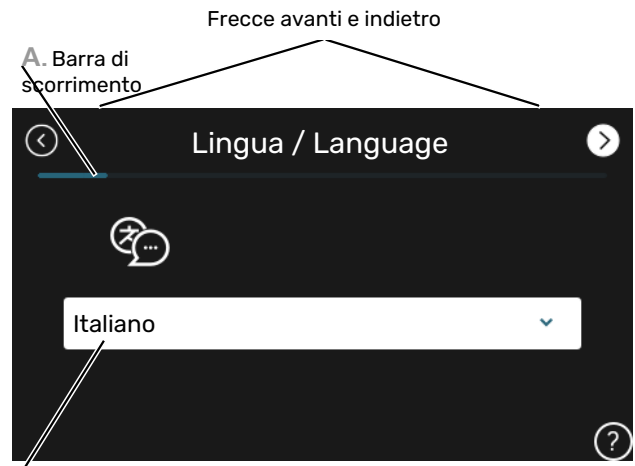 Frecce avanti e indietro
A. Barra di
scorrimento
Lingua / Language
Italiano
?